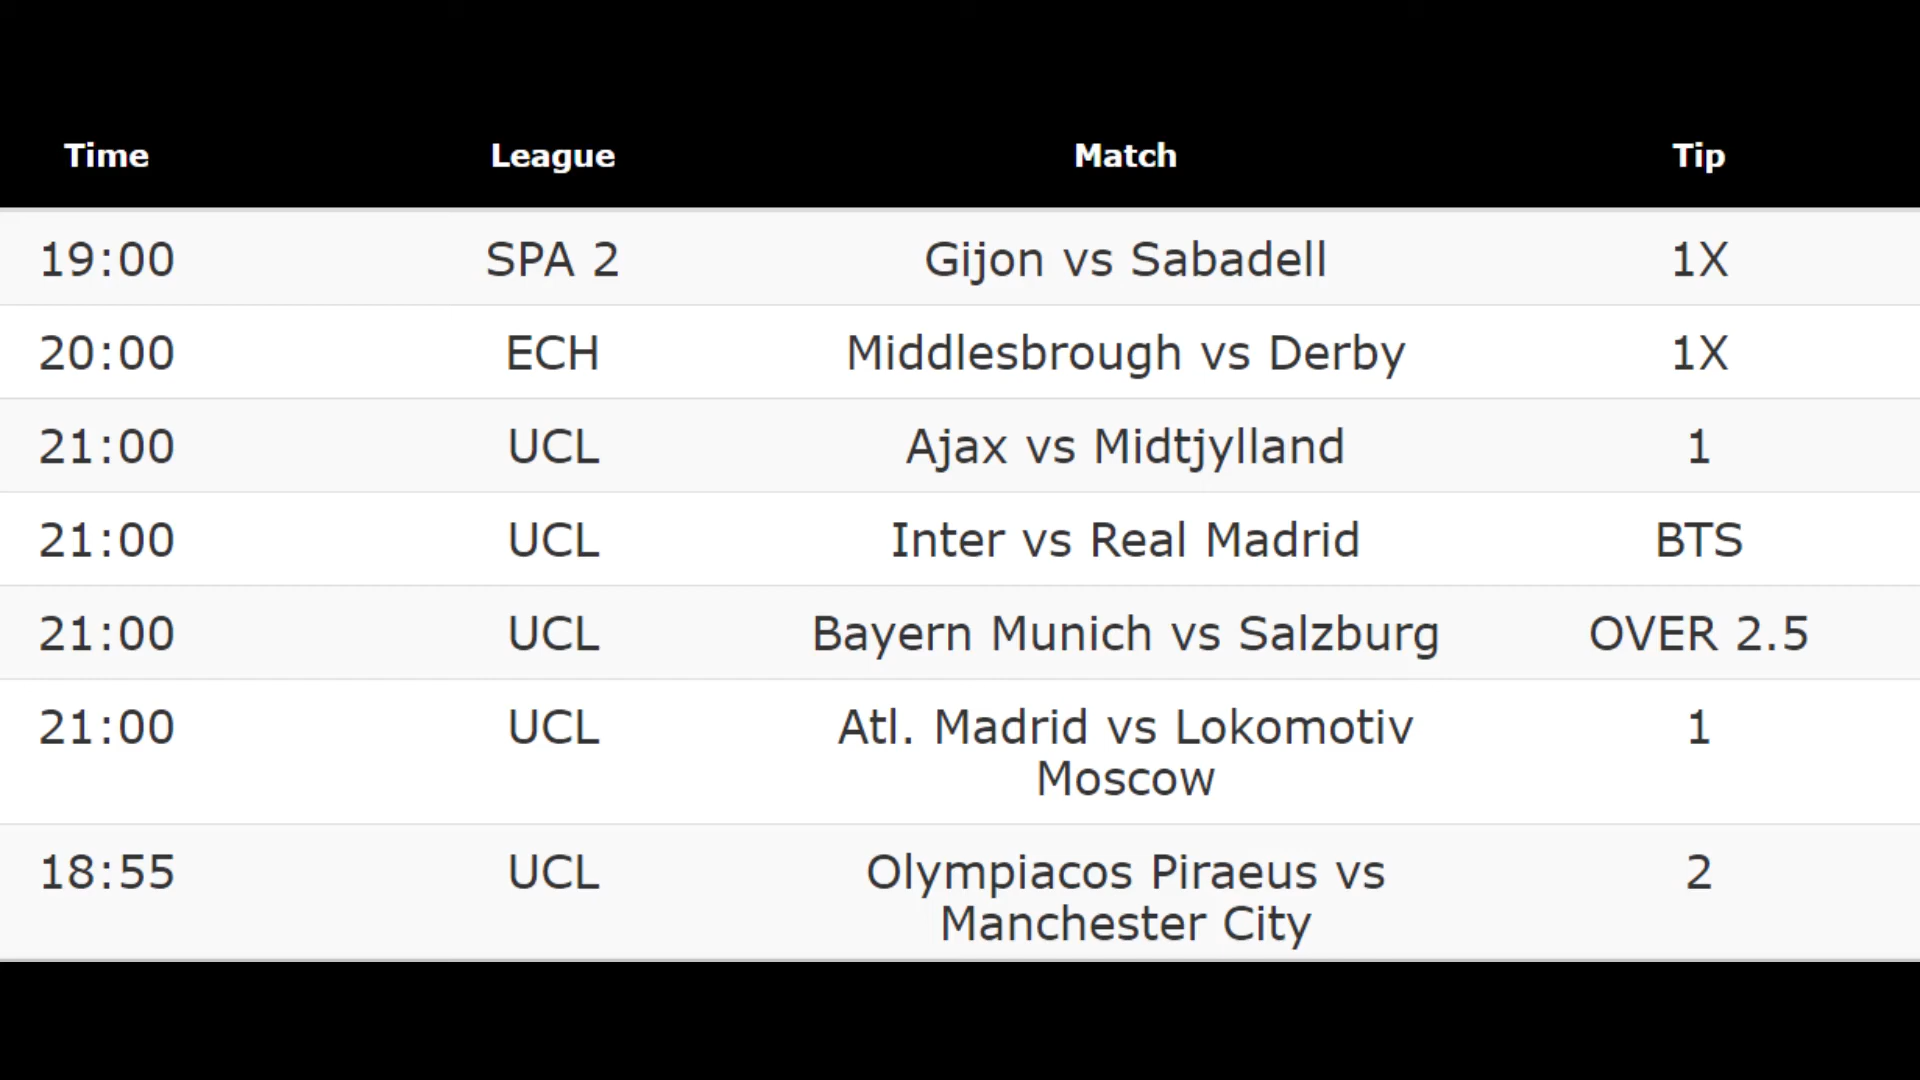 Time League Match Tip
19:00 SPA 2 Gijon vs Sabadell 1X
20:00 ECH Middlesbrough vs Derby 1X
21:00 UCL Ajax vs Midtjylland 1
21:00 UCL Inter vs Real Madrid BTS
21:00 UCL Bayern Munich vs Salzburg OVER 2.5
21:00 UCL Atl. Madrid vs Lokomotiv 1
Moscow
18:55 UCL Olympiacos Piraeus vs 2
Manchester City